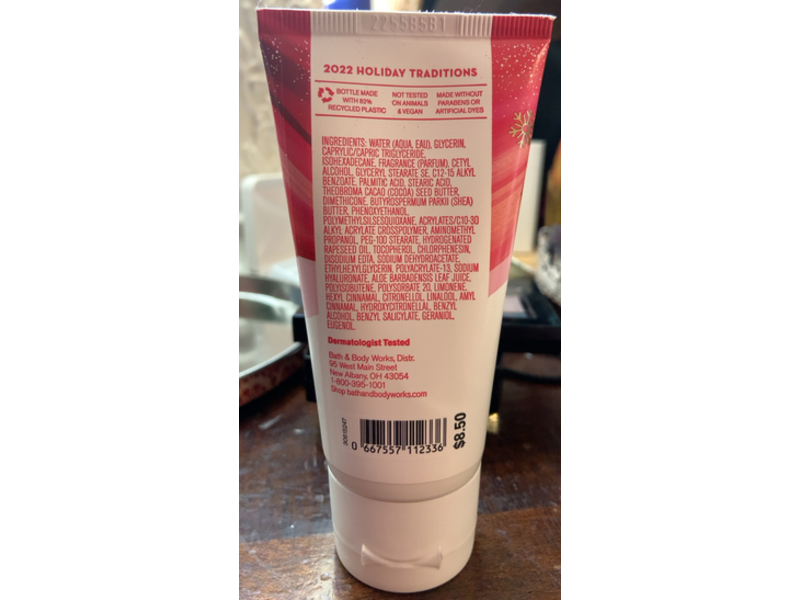 22558581
2022 HOLIDAY TRADITIONS
BOTTLE MADE
WITH 83%
RECYCLED PLASTIC
NOT TESTED
ON ANIMALS
& VEGAN
MADE WITHOUT
PARABENS OR
ARTIFICIAL DYES
INGREDIENTS: WATER (AQUA, EAU), GLYCERIN,
CAPRYLIC/CAPRIC TRIGLYCERIDE,
ISOHEXADECANE, FRAGRANCE (PARFUM), CETYL
ALCOHOL, GLYCERYL STEARATE SE, C12-15 ALKYL
BENZOATE, PALMITIC ACID, STEARIC ACID,
THEOBROMA CACAO (COCOA) SEED BUTTER,
DIMETHICONE, BUTYROSPERMUM PARKII (SHEA)
BUTTER, PHENOXYETHANOL,
POLYMETHYLSILSESQUIOXANE, ACRYLATES/C10-30
ALKYL ACRYLATE CROSSPOLYMER, AMINOMETHYL
PROPANOL, PEG-100 STEARATE, HYDROGENATED
RAPESEED OIL, TOCOPHEROL, CHLORPHENESIN,
DISODIUM EDTA, SODIUM DEHYDROACETATE,
ETHYLHEXYLGLYCERIN, POLYACRYLATE-13, SODIUM
HYALURONATE, ALOE BARBADENSIS LEAF JUICE,
POLYISOBUTENE, POLYSORBATE 20, LIMONENE,
HEXYL CINNAMAL, CITRONELLOL, LINALOOL, AMYL
CINNAMAL, HYDROXYCITRONELLAL, BENZYL
ALCOHOL, BENZYL SALICYLATE, GERANIOL,
EUGENOL.
Dermatologist Tested
Bath & Body Works, Distr.
95 West Main Street
New Albany, OH 43054
1-800-395-1001
Shop bathandbodyworks.com
0 667557 112336
$8.50